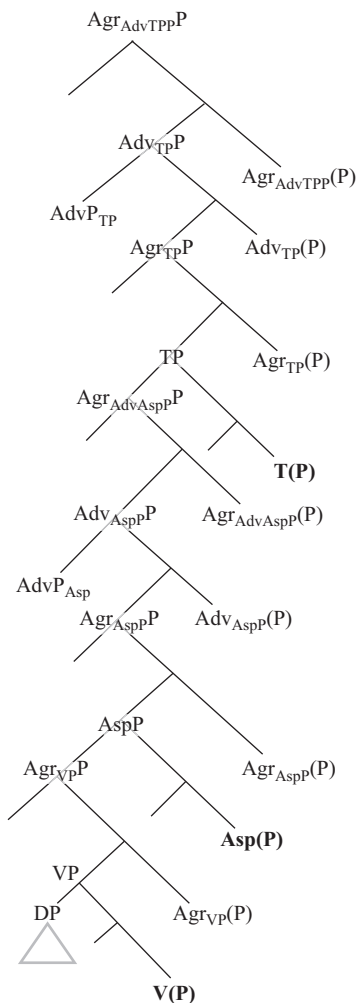 Agr_AdvTPP P
Adv_TP P
Agr_AdvTPP(P)
AdvP_TP
Agr_TP P
Adv_TP(P)
TP
Agr_TP(P)
Agr_AdvAspP P
T(P)
Adv_AspP P
Agr_AdvAspP(P)
AdvP_Asp
Agr_AspP P
Adv_AspP(P)
AspP
Agr_VP P
Agr_AspP(P)
Asp(P)
VP
DP
Agr_VP(P)
V(P)